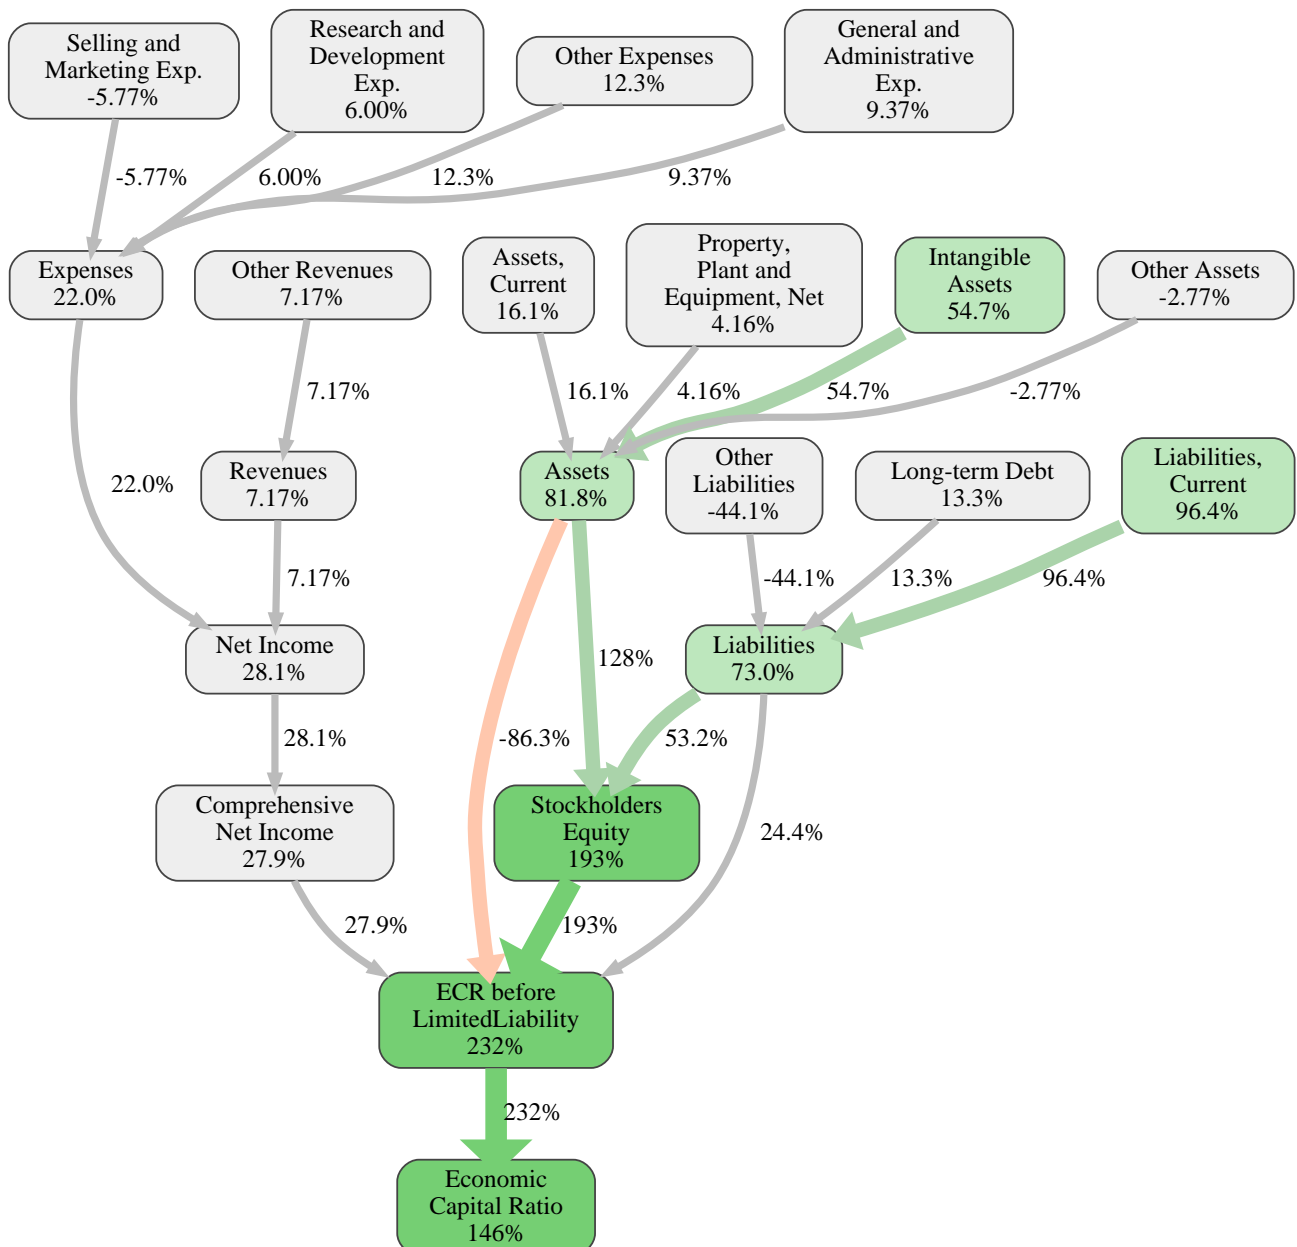 Selling and
Marketing Exp.
-5.77%
Research and
Development
Exp.
6.00%
Other Expenses
12.3%
General and
Administrative
Exp.
9.37%
-5.77%
6.00%
12.3%
9.37%
Expenses
22.0%
Other Revenues
7.17%
Assets,
Current
16.1%
Property,
Plant and
Equipment, Net
4.16%
Intangible
Assets
54.7%
Other Assets
-2.77%
7.17%
16.1%
4.16%
54.7%
-2.77%
22.0%
Revenues
7.17%
Assets
81.8%
Other
Liabilities
-44.1%
Long-term Debt
13.3%
Liabilities,
Current
96.4%
7.17%
-44.1%
13.3%
96.4%
Net Income
28.1%
128%
Liabilities
73.0%
28.1%
-86.3%
53.2%
Comprehensive
Net Income
27.9%
Stockholders
Equity
193%
24.4%
27.9%
193%
ECR before
LimitedLiability
232%
232%
Economic
Capital Ratio
146%